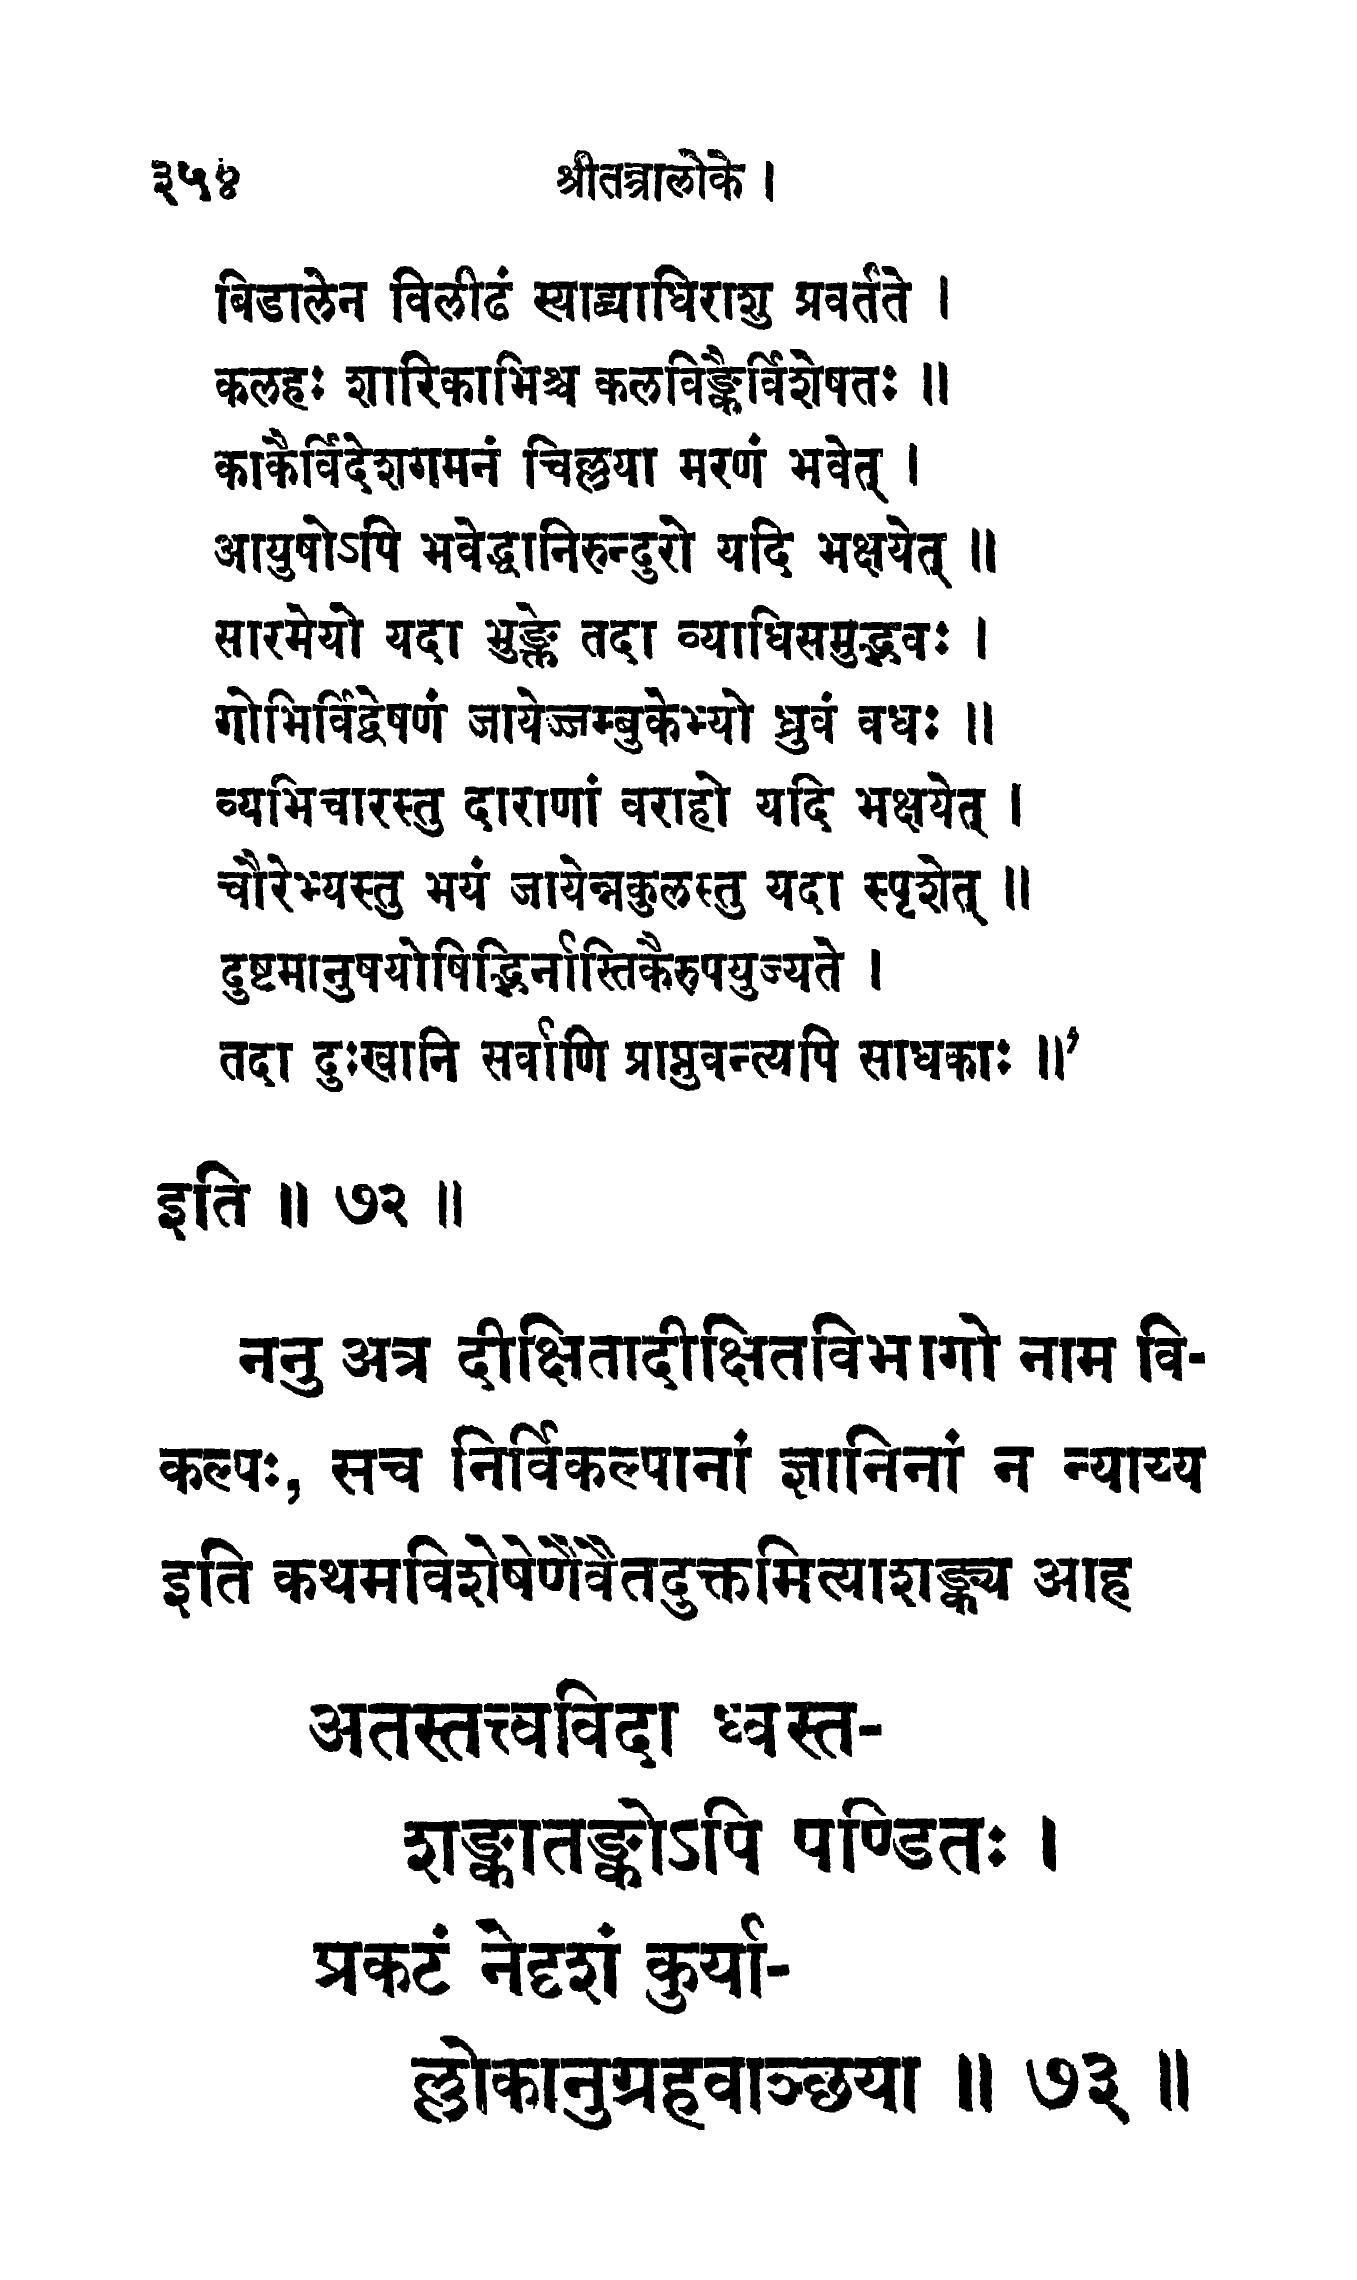 ३५४ श्रीतन्त्रालोके ।
बिडालेन विलीढं स्याद्व्याधिराशु प्रवर्तते ।
कलहः शारिकाभिश्च कलविङ्कैर्विशेषतः ॥
काकैर्विदेशगमनं चिल्लया मरणं भवेत् ।
आयुषोऽपि भवेद्धानिरुन्दुरो यदि भक्षयेत् ॥
सारमेयो यदा भुङ्क्ते तदा व्याधिसमुद्भवः ।
गोभिर्विद्वेषणं जायेज्जम्बुकेभ्यो ध्रुवं वधः ॥
व्यभिचारस्तु दाराणां वराहो यदि भक्षयेत् ।
चौरेभ्यस्तु भयं जायेन्नकुलस्तु यदा स्पृशेत् ॥
दुष्टमानुषयोषिद्भिर्नास्तिकैरुपयुज्यते ।
तदा दुःखानि सर्वाणि प्राप्नुवन्त्यपि साधकाः ॥’
इति ॥ ७२ ॥
ननु अत्र दीक्षितादीक्षितविभागो नाम वि-
कल्पः, सच निर्विकल्पानां ज्ञानिनां न न्याय्य
इति कथमविशेषेणैवैतदुक्तमित्याशङ्क्य आह
अतस्तत्त्वविदा ध्वस्त-
शङ्कातङ्कोऽपि पण्डितः ।
प्रकटं नेदृशं कुर्या-
ल्लोकानुग्रहवाञ्छया ॥ ७३ ॥